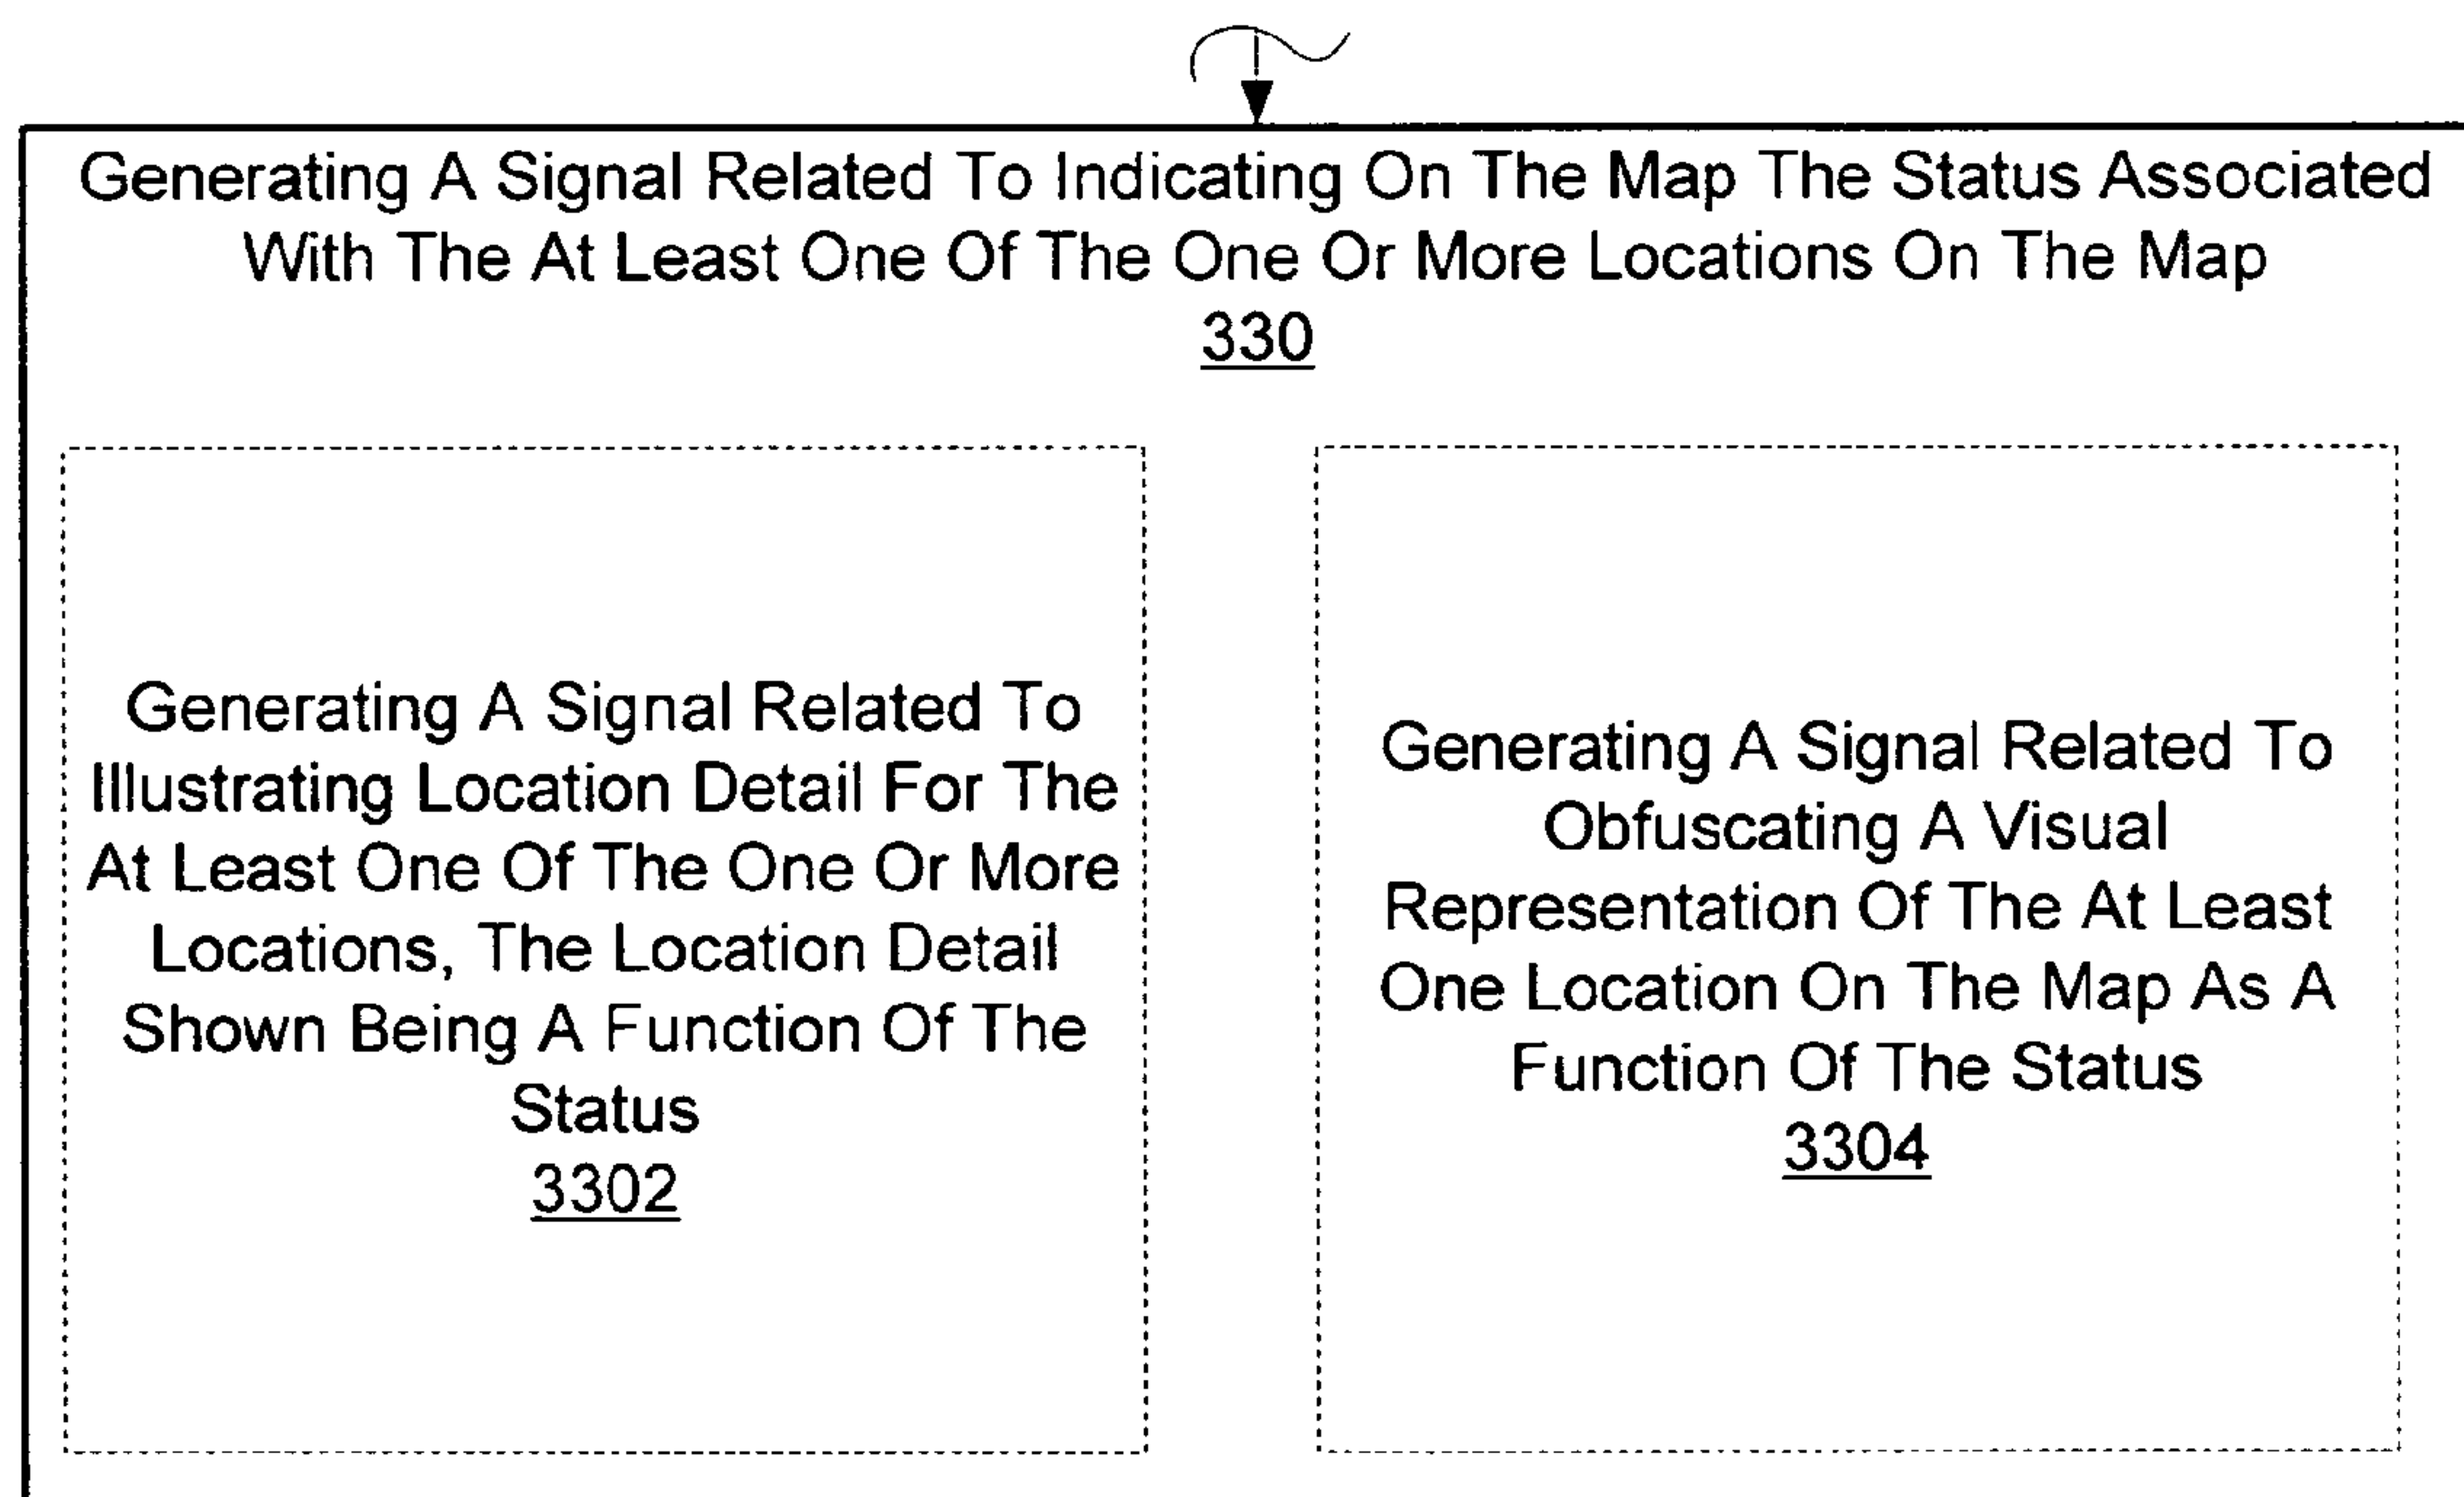 Generating A Signal Related To Indicating On The Map The Status Associated
With The At Least One Of The One Or More Locations On The Map
330
Generating A Signal Related To
Illustrating Location Detail For The
At Least One Of The One Or More
Locations, The Location Detail
Shown Being A Function Of The
Status
3302
Generating A Signal Related To
Obfuscating A Visual
Representation Of The At Least
One Location On The Map As A
Function Of The Status
3304